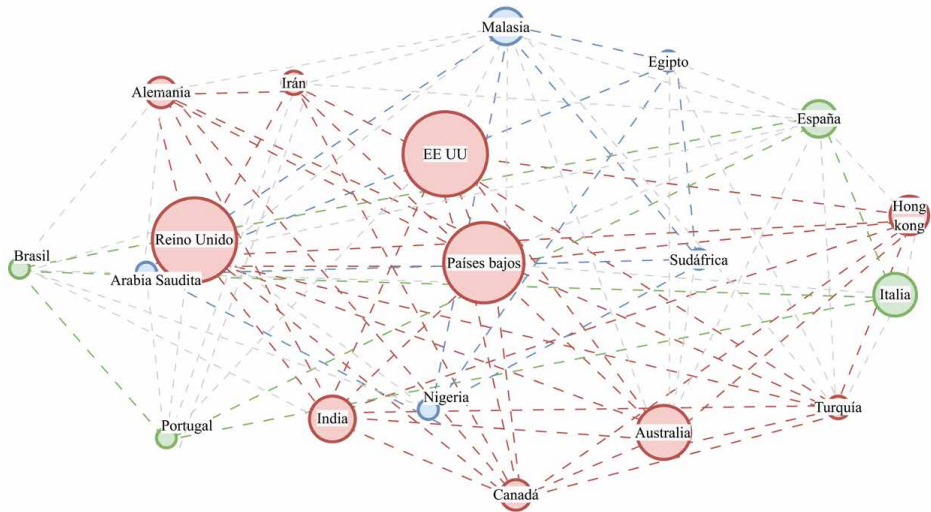 Malasia
Egipto
Irán
Alemania
España
EE UU
Hong
kong
Reino Unido
Brasil
Países bajos
Sudáfrica
Arabia Saudita
Italia
Nigeria
Turquía
India
Portugal
Australia
Canadá